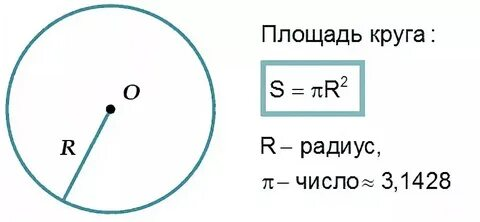 O
R
Площадь круга :
S = πR²
R – радиус,
π – число ≈ 3,1428